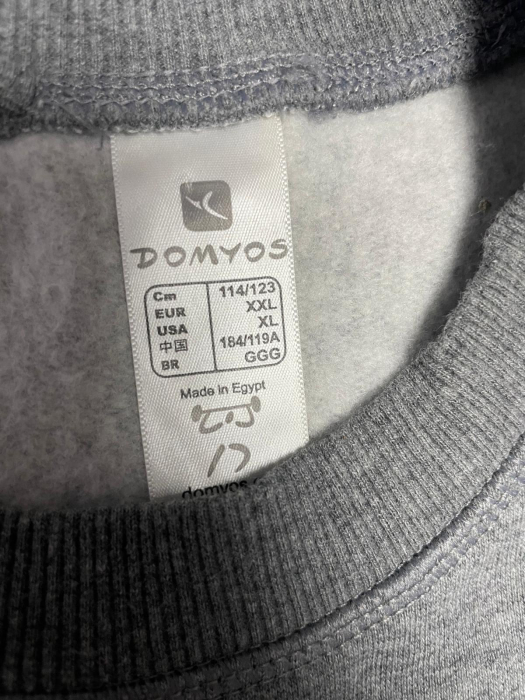 DOMYOS
Cm 114/123
EUR XXL
USA XL
中国 184/119A
BR GGG
Made in Egypt
domyos.